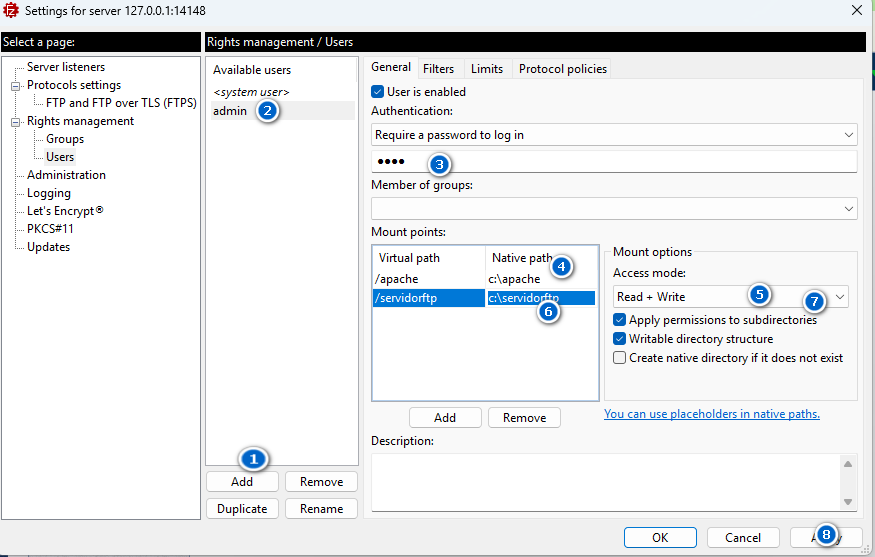 Settings for server 127.0.0.1:14148
Select a page:
Rights management / Users
Server listeners
Protocols settings
FTP and FTP over TLS (FTPS)
Rights management
Groups
Users
Administration
Logging
Let's Encrypt®
PKCS#11
Updates
Available users
<system user>
admin
2
1
Add
Remove
Duplicate
Rename
General
Filters
Limits
Protocol policies
User is enabled
Authentication:
Require a password to log in
••••
3
Member of groups:
Mount points:
Virtual path
Native path
4
/apache
c:\apache
/servidorftp
c:\servidorftp
6
Add
Remove
Mount options
Access mode:
Read + Write
5
7
Apply permissions to subdirectories
Writable directory structure
Create native directory if it does not exist
You can use placeholders in native paths.
Description:
OK
Cancel
8